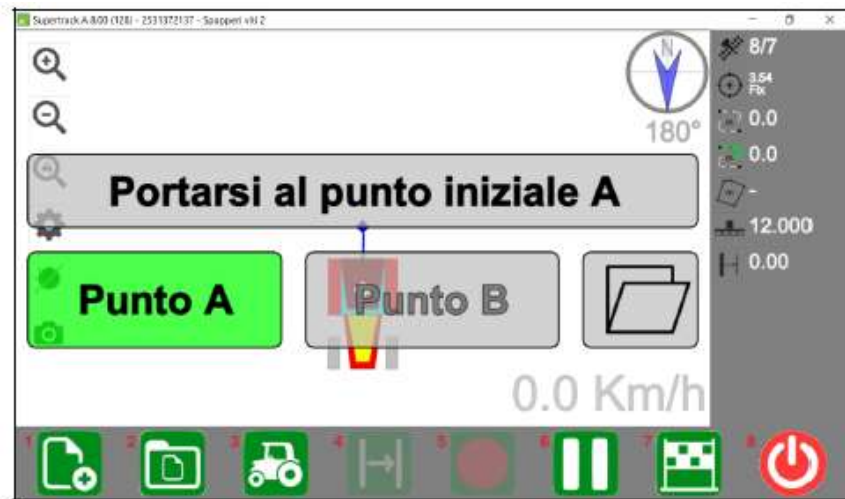 Supertrack A 8.00 (128) - 2531372137 - Spapperi viti 2
N
180°
8/7
3.54
Fix
0.0
0.0
-
12.000
0.00
Portarsi al punto iniziale A
Punto A
Punto B
0.0 Km/h
1 2 3 4 5 6 7 8